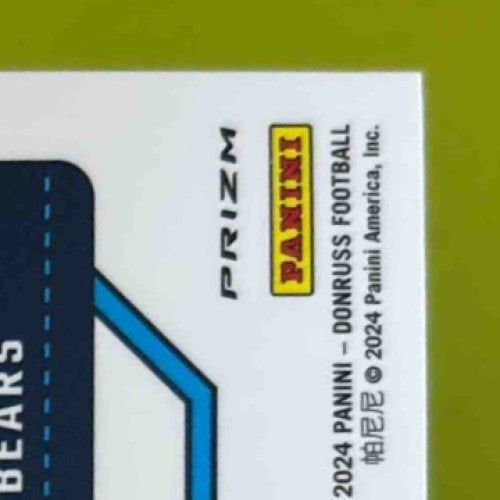 BEARS
PRIZM
PANINI
2024 PANINI – DONRUSS FOOTBALL
帕尼尼 © 2024 Panini America, Inc.